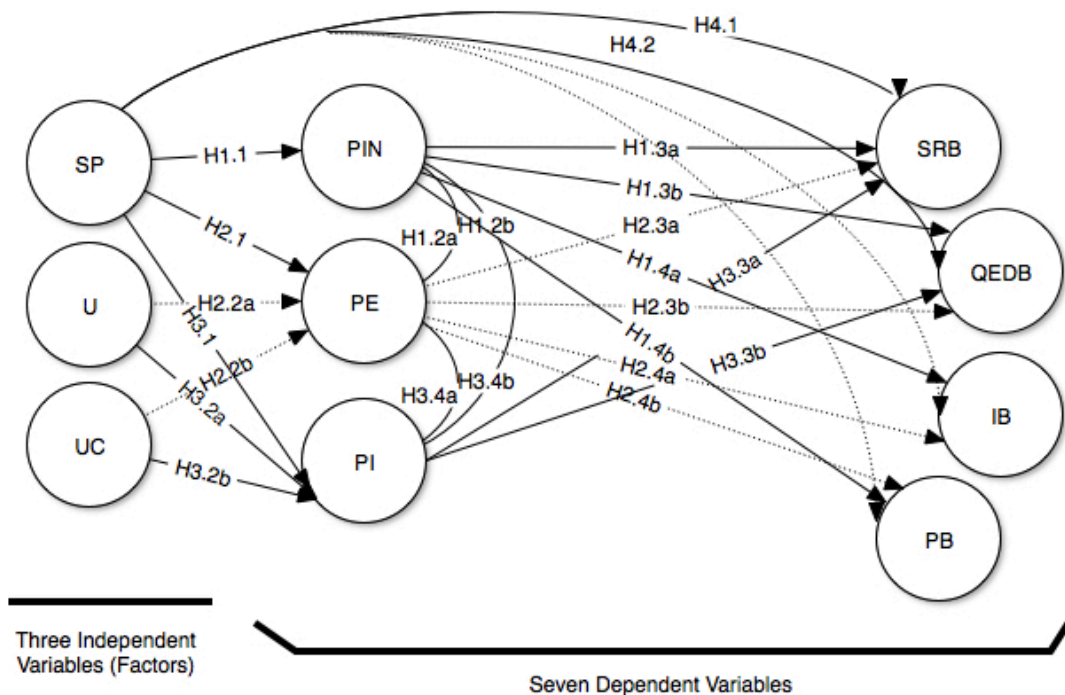 H4.1
H4.2
SP
H1.1
PIN
H1.3a
SRB
H1.3b
H2.3a
H2.1
H1.2a
H1.2b
H1.4a
H3.3a
QEDB
U
H2.2a
PE
H2.3b
H3.1
H1.4b
H3.3b
H2.2b
H3.4b
H2.4a
H3.2a
H3.4a
H2.4b
IB
UC
H3.2b
PI
PB
Three Independent
Variables (Factors)
Seven Dependent Variables